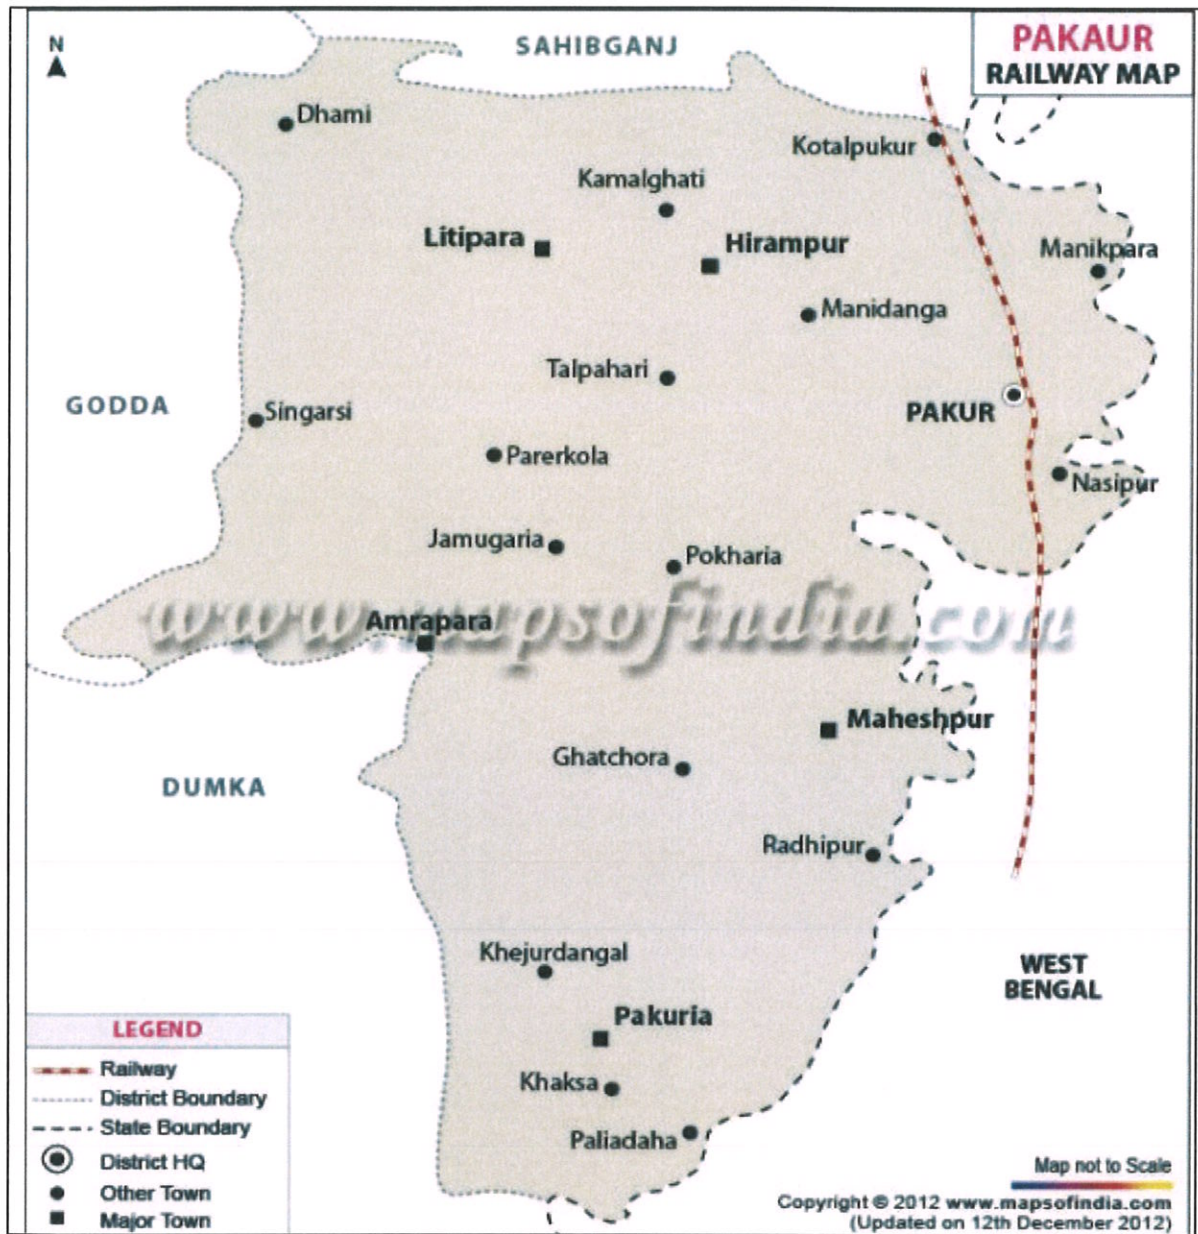 PAKAUR
RAILWAY MAP
N
SAHIBGANJ
Dhami
Kotalpukur
Kamalghati
Litipara
Hirampur
Manikpara
Manidanga
Talpahari
GODDA
Singarsi
PAKUR
Parerkola
Nasipur
Jamugaria
Pokharia
www.mapsofindia.com
Amrapara
Maheshpur
Ghatchora
DUMKA
Radhipur
Khejurdangal
WEST
BENGAL
Pakuria
Khaksa
Paliadaha
LEGEND
Railway
District Boundary
State Boundary
District HQ
Other Town
Major Town
Map not to Scale
Copyright © 2012 www.mapsofindia.com
(Updated on 12th December 2012)